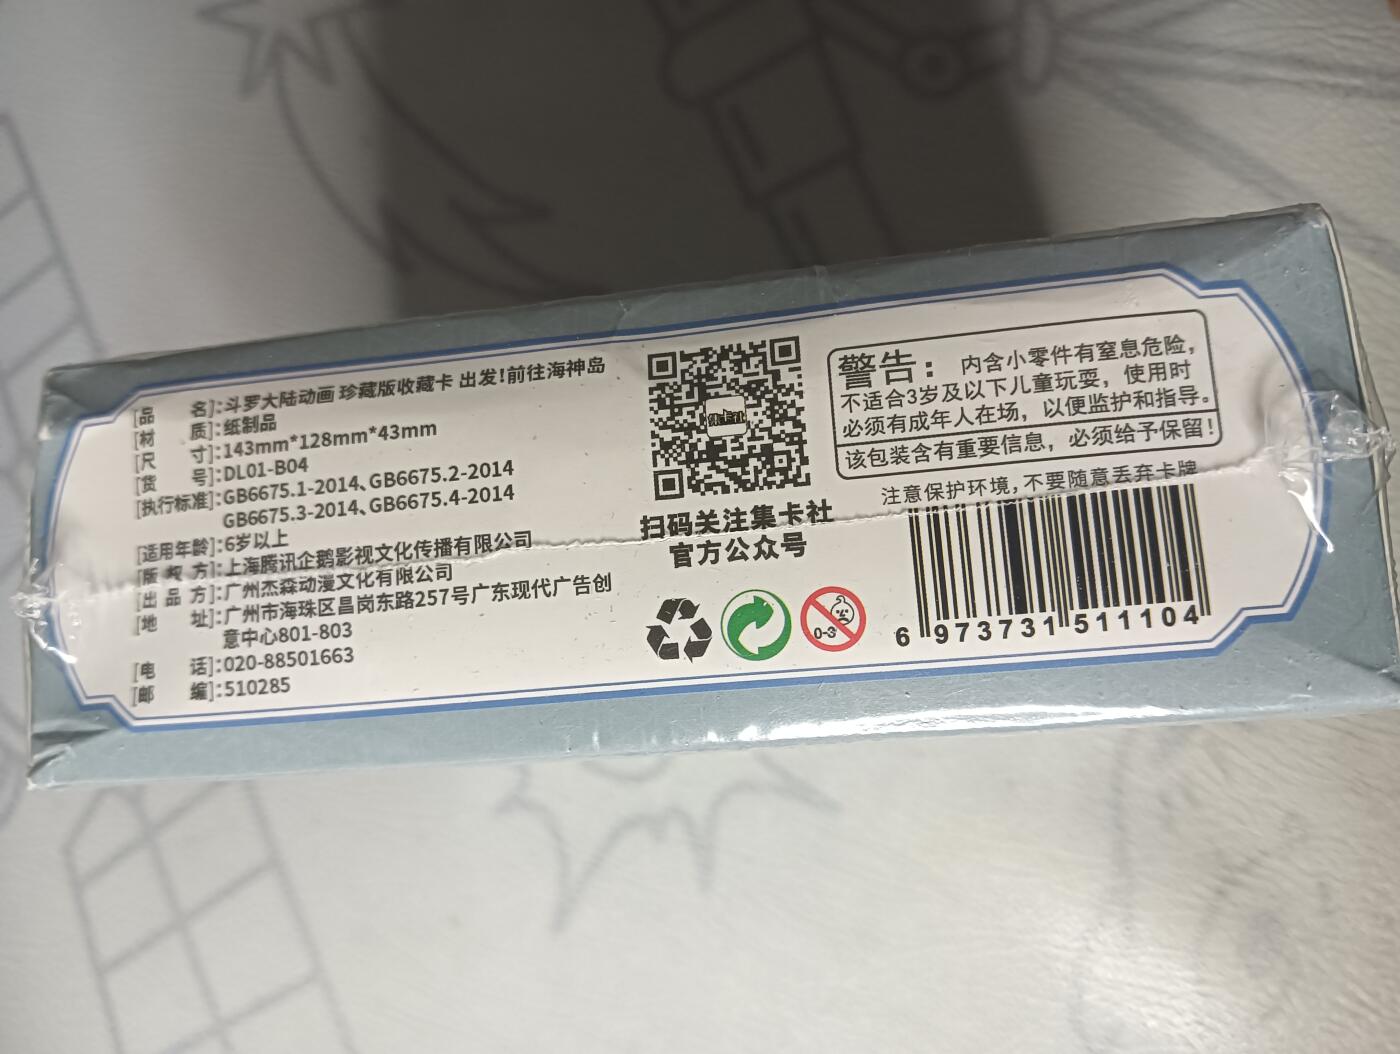 [品 名]:斗罗大陆动画 珍藏版收藏卡 出发!前往海神岛
[材 质]:纸制品
[尺 寸]:143mm*128mm*43mm
[货 号]:DL01-B04
[执行标准]:GB6675.1-2014、GB6675.2-2014
GB6675.3-2014、GB6675.4-2014
[适用年龄]:6岁以上
[版 权 方]:上海腾讯企鹅影视文化传播有限公司
[出 品 方]:广州杰森动漫文化有限公司
[地 址]:广州市海珠区昌岗东路257号广东现代广告创
意中心801-803
[电 话]:020-88501663
[邮 编]:510285
集卡社
扫码关注集卡社
官方公众号
0-3
警告：内含小零件有窒息危险，
不适合3岁及以下儿童玩耍，使用时
必须有成年人在场，以便监护和指导。
该包装含有重要信息，必须给予保留！
注意保护环境,不要随意丢弃卡牌
6 973731 511104